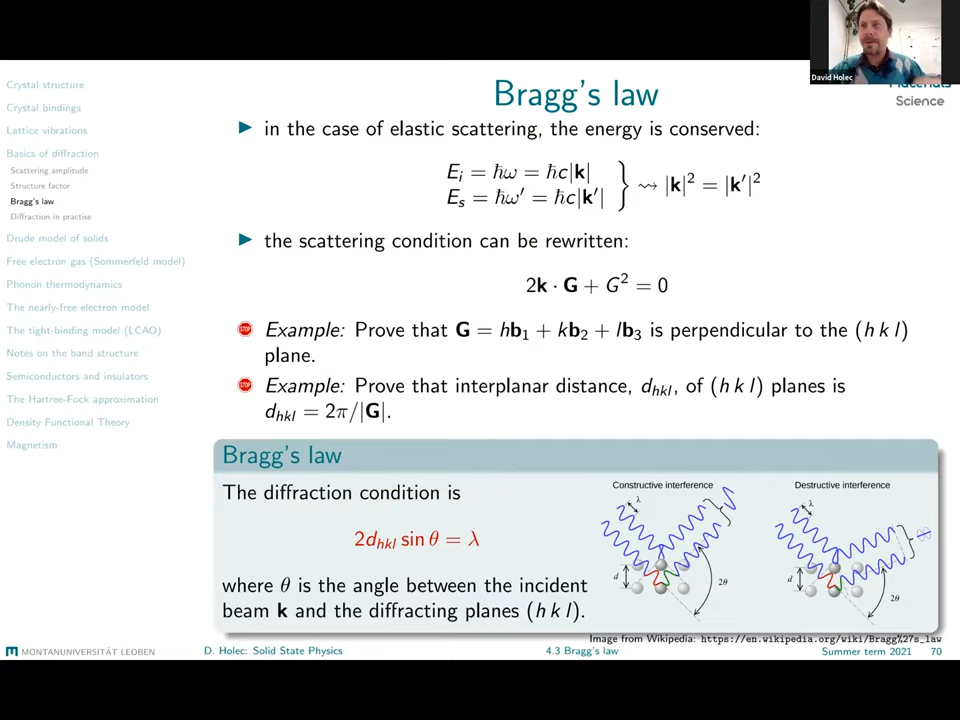 David Holec
Materials
Science
Crystal structure
Crystal bindings
Lattice vibrations
Basics of diffraction
Scattering amplitude
Structure factor
Bragg's law
Diffraction in practise
Drude model of solids
Free electron gas (Sommerfeld model)
Phonon thermodynamics
The nearly-free electron model
The tight-binding model (LCAO)
Notes on the band structure
Semiconductors and insulators
The Hartree-Fock approximation
Density Functional Theory
Magnetism
Bragg's law
▶ in the case of elastic scattering, the energy is conserved:
E_i = ℏω = ℏc|k|
E_s = ℏω′ = ℏc|k′| } ⇝ |k|² = |k′|²
▶ the scattering condition can be rewritten:
2k · G + G² = 0
STOP Example: Prove that G = hb₁ + kb₂ + lb₃ is perpendicular to the (h k l)
plane.
STOP Example: Prove that interplanar distance, d_hkl, of (h k l) planes is
d_hkl = 2π/|G|.
Bragg's law
The diffraction condition is
2d_hkl sin θ = λ
where θ is the angle between the incident
beam k and the diffracting planes (h k l).
Constructive interference
λ
d
2θ
Destructive interference
λ
d
2θ
Image from Wikipedia: https://en.wikipedia.org/wiki/Bragg%27s_law
MONTANUNIVERSITÄT LEOBEN
D. Holec: Solid State Physics
4.3 Bragg's law
Summer term 2021 70